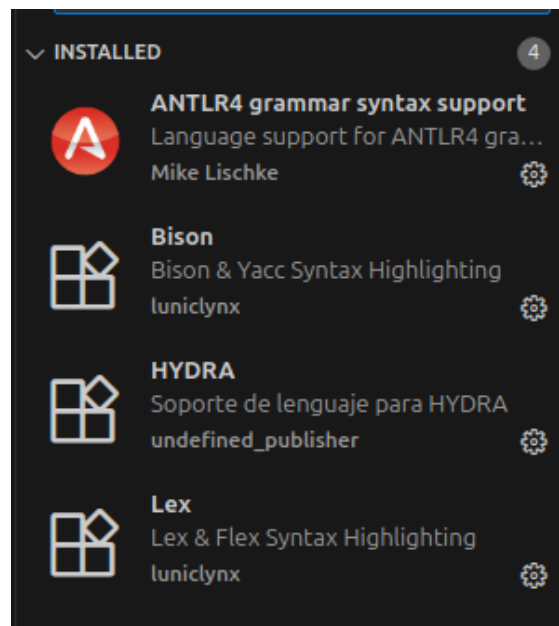 INSTALLED
4
ANTLR4 grammar syntax support
Language support for ANTLR4 gra...
Mike Lischke
Bison
Bison & Yacc Syntax Highlighting
luniclynx
HYDRA
Soporte de lenguaje para HYDRA
undefined_publisher
Lex
Lex & Flex Syntax Highlighting
luniclynx